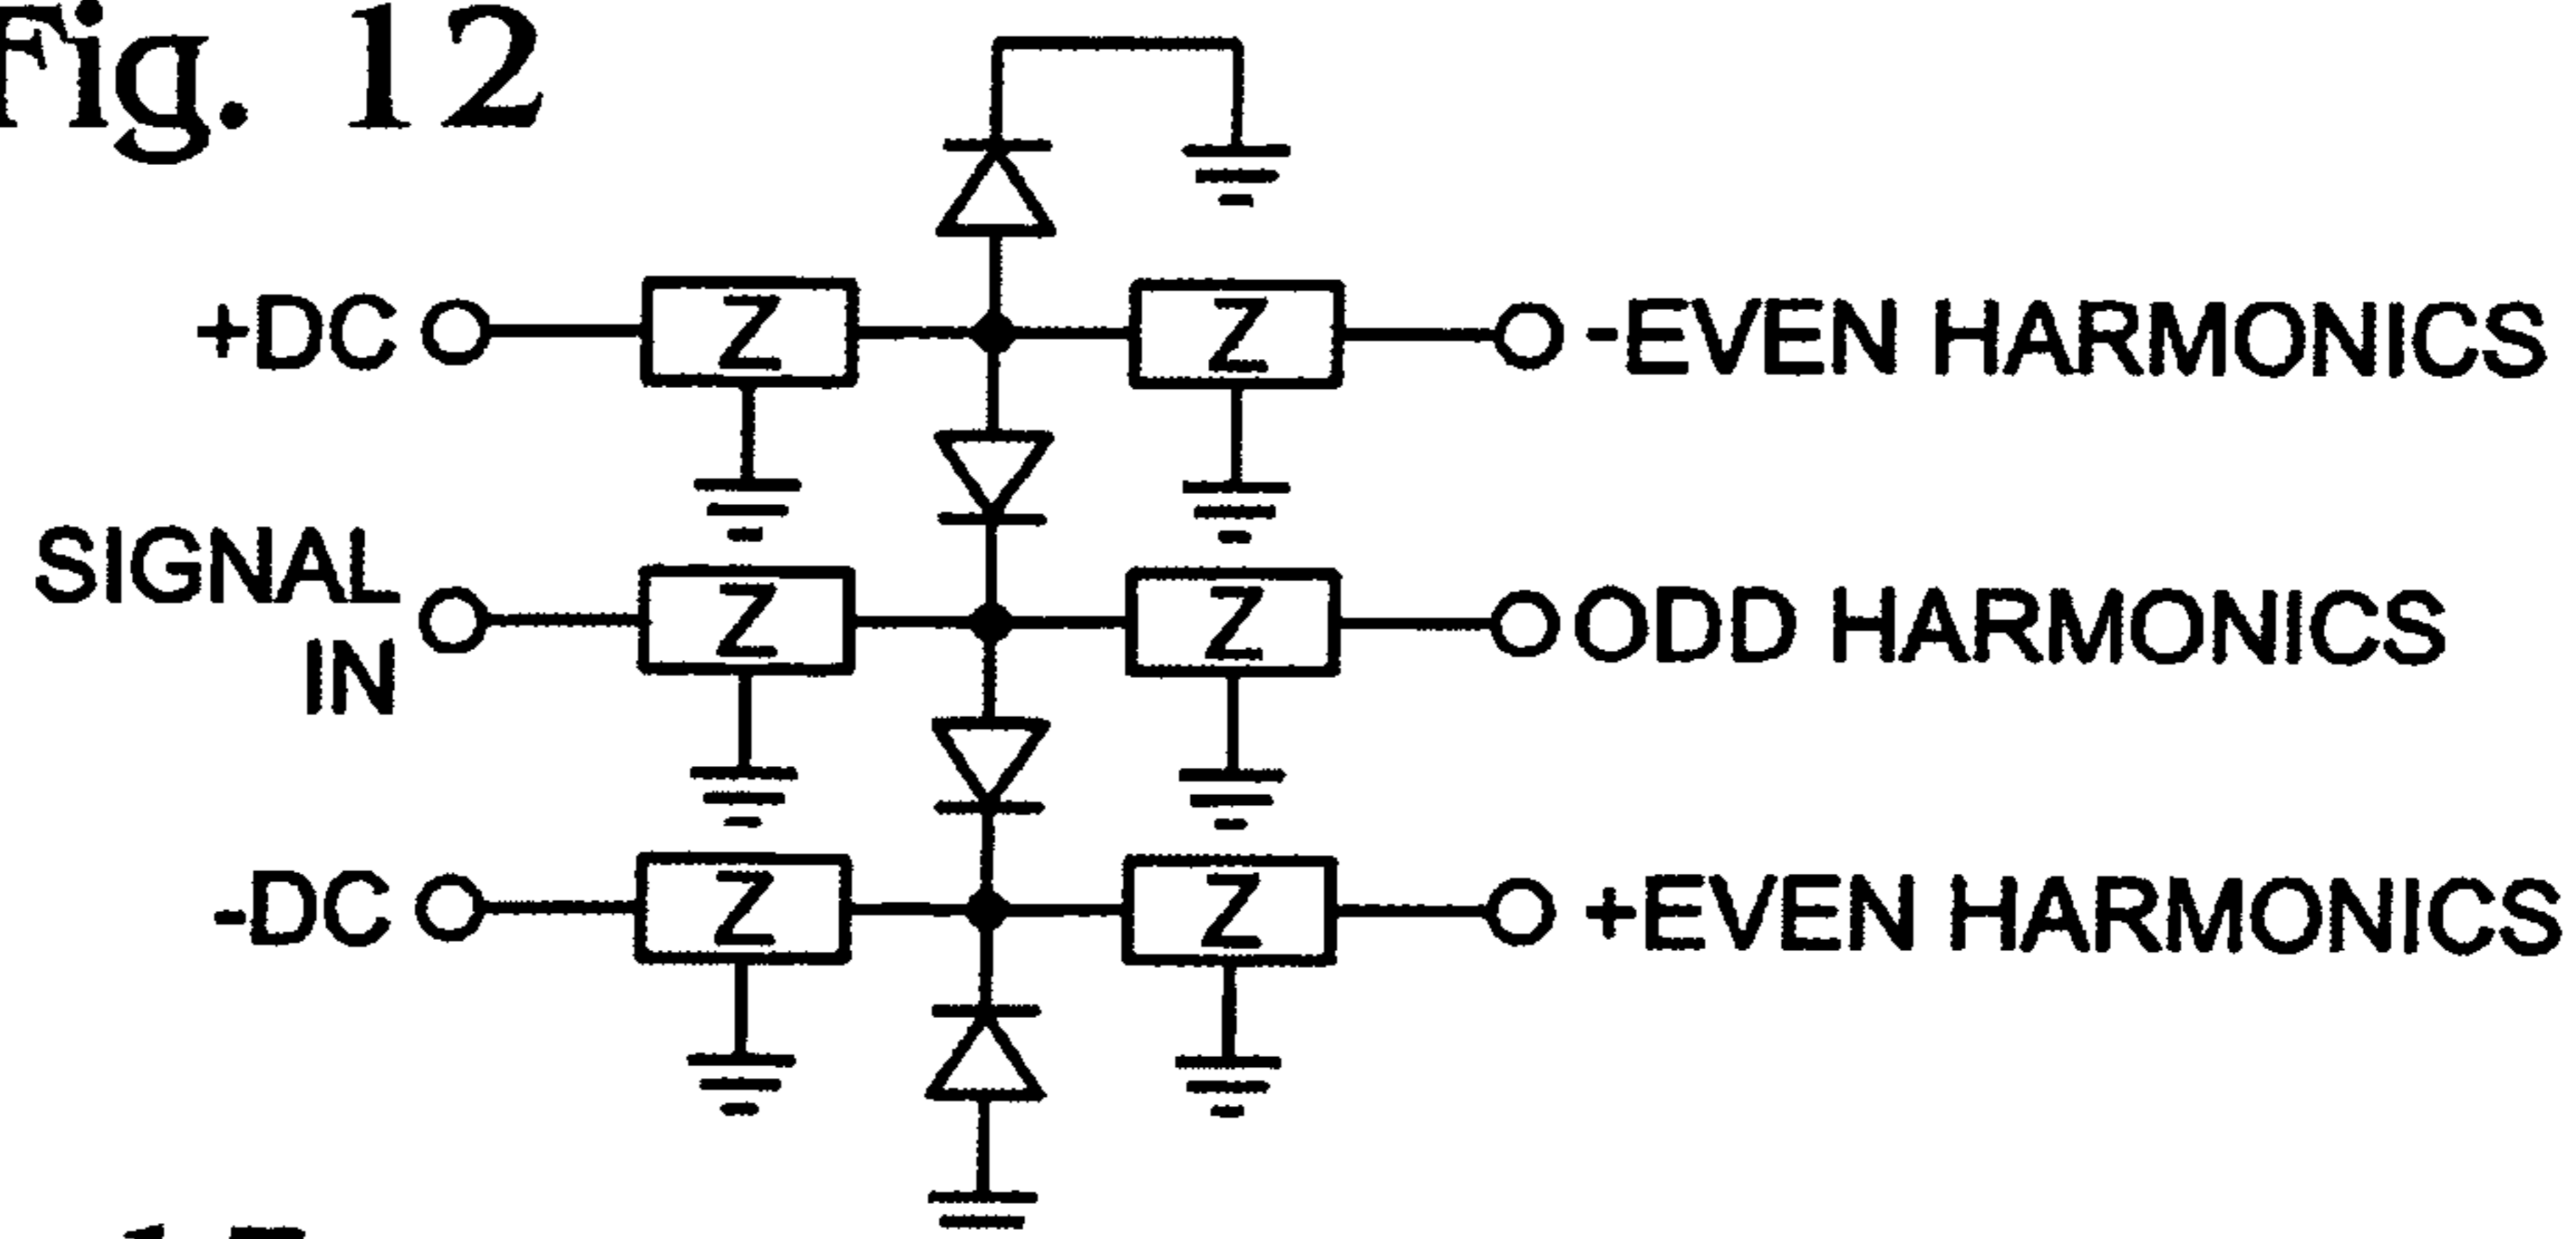 Fig. 12
+DC
Z
Z
-EVEN HARMONICS
SIGNAL
IN
Z
Z
ODD HARMONICS
-DC
Z
Z
+EVEN HARMONICS